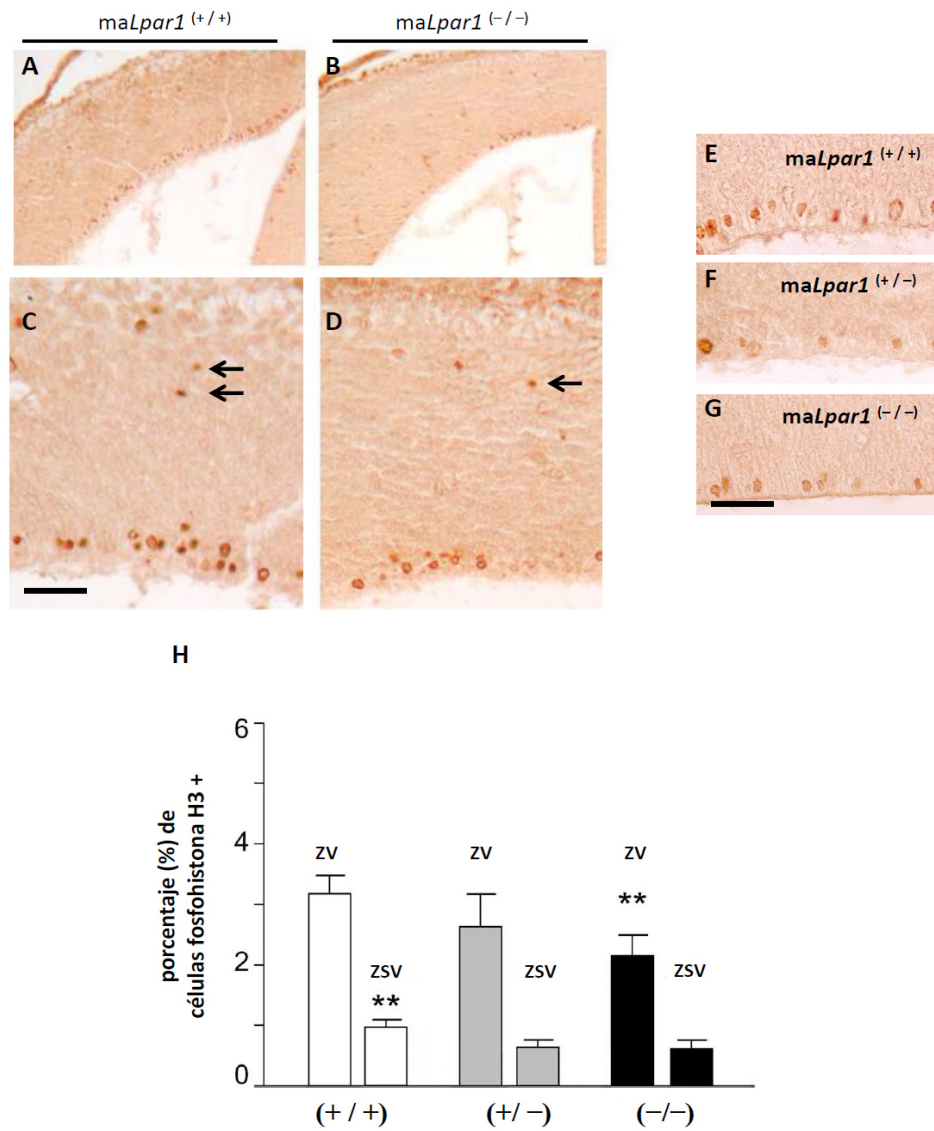 maLpar1 (+/+)
maLpar1 (−/−)
A
B
C
D
E
maLpar1 (+/+)
F
maLpar1 (+/−)
G
maLpar1 (−/−)
H
porcentaje (%) de
células fosfohistona H3 +
6
4
2
0
ZV
ZSV
**
ZV
ZSV
ZV
**
ZSV
(+ / +)
(+/ −)
(−/−)